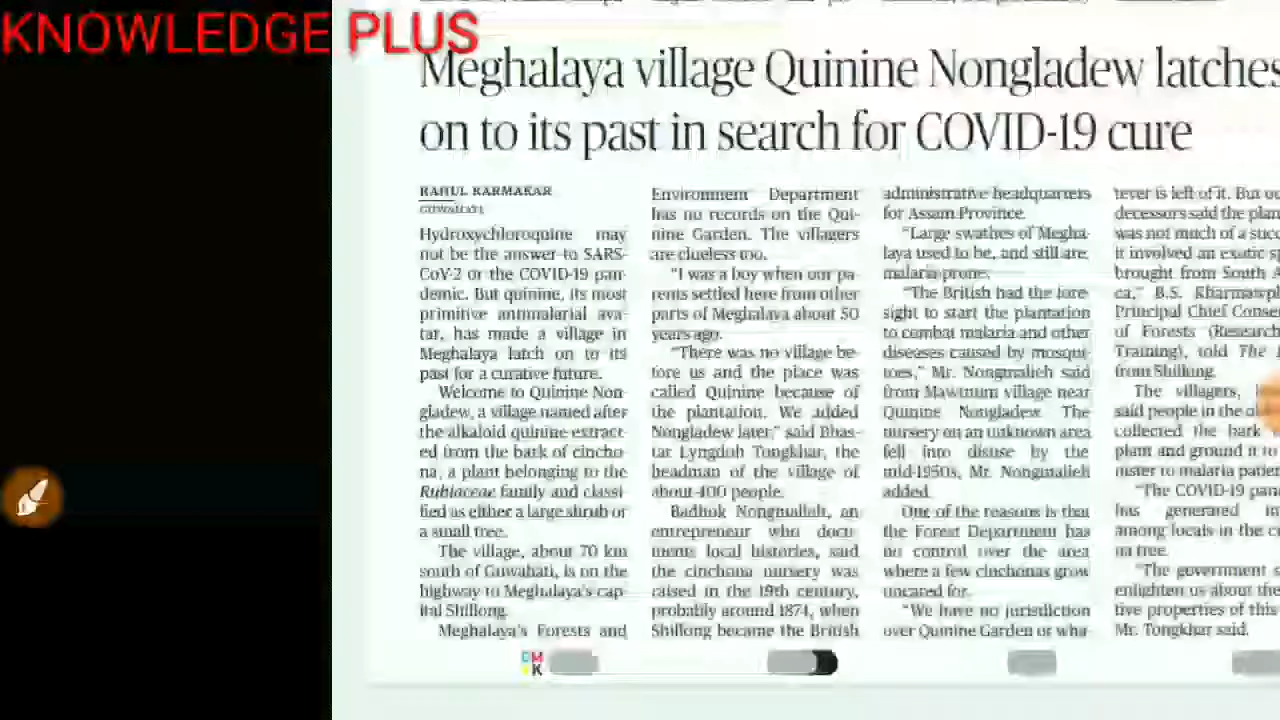 KNOWLEDGE PLUS
Meghalaya village Quinine Nongladew latches
on to its past in search for COVID-19 cure
RAHUL KARMAKAR
GUWAHATI
Hydroxychloroquine may
not be the answer to SARS-
CoV-2 or the COVID-19 pan-
demic. But quinine, its most
primitive antimalarial ava-
tar, has made a village in
Meghalaya latch on to its
past for a curative future.
Welcome to Quinine Non-
gladew, a village named after
the alkaloid quinine extract-
ed from the bark of cincho-
na, a plant belonging to the
Rubiaceae family and classi-
fied as either a large shrub or
a small tree.
The village, about 70 km
south of Guwahati, is on the
highway to Meghalaya's cap-
ital Shillong.
Meghalaya's Forests and
Environment Department
has no records on the Qui-
nine Garden. The villagers
are clueless too.
"I was a boy when our pa-
rents settled here from other
parts of Meghalaya about 50
years ago.
"There was no village be-
fore us and the place was
called Quinine because of
the plantation. We added
Nongladew later," said Bhas-
tar Lyngdoh Tongkhar, the
headman of the village of
about 400 people.
Badhok Nongmalieh, an
entrepreneur who docu-
ments local histories, said
the cinchona nursery was
raised in the 19th century,
probably around 1874, when
Shillong became the British
administrative headquarters
for Assam Province.
"Large swathes of Megha-
laya used to be, and still are,
malaria-prone.
"The British had the fore-
sight to start the plantation
to combat malaria and other
diseases caused by mosqui-
toes," Mr. Nongmalieh said
from Mawtnum village near
Quinine Nongladew. The
nursery on an unknown area
fell into disuse by the
mid-1950s, Mr. Nongmalieh
added.
One of the reasons is that
the Forest Department has
no control over the area
where a few cinchonas grow
uncared for.
"We have no jurisdiction
over Quinine Garden or wha-
tever is left of it. But ou
decessors said the plan
was not much of a succ
it involved an exotic sp
brought from South A
ca," B.S. Kharmawpl
Principal Chief Conser
of Forests (Research
Training), told The H
from Shillong.
The villagers,
said people in the ol
collected the bark
plant and ground it to
nister to malaria patien
"The COVID-19 pan
has generated in
among locals in the c
na tree.
"The government s
enlighten us about the
tive properties of this
Mr. Tongkhar said.
CM
YK